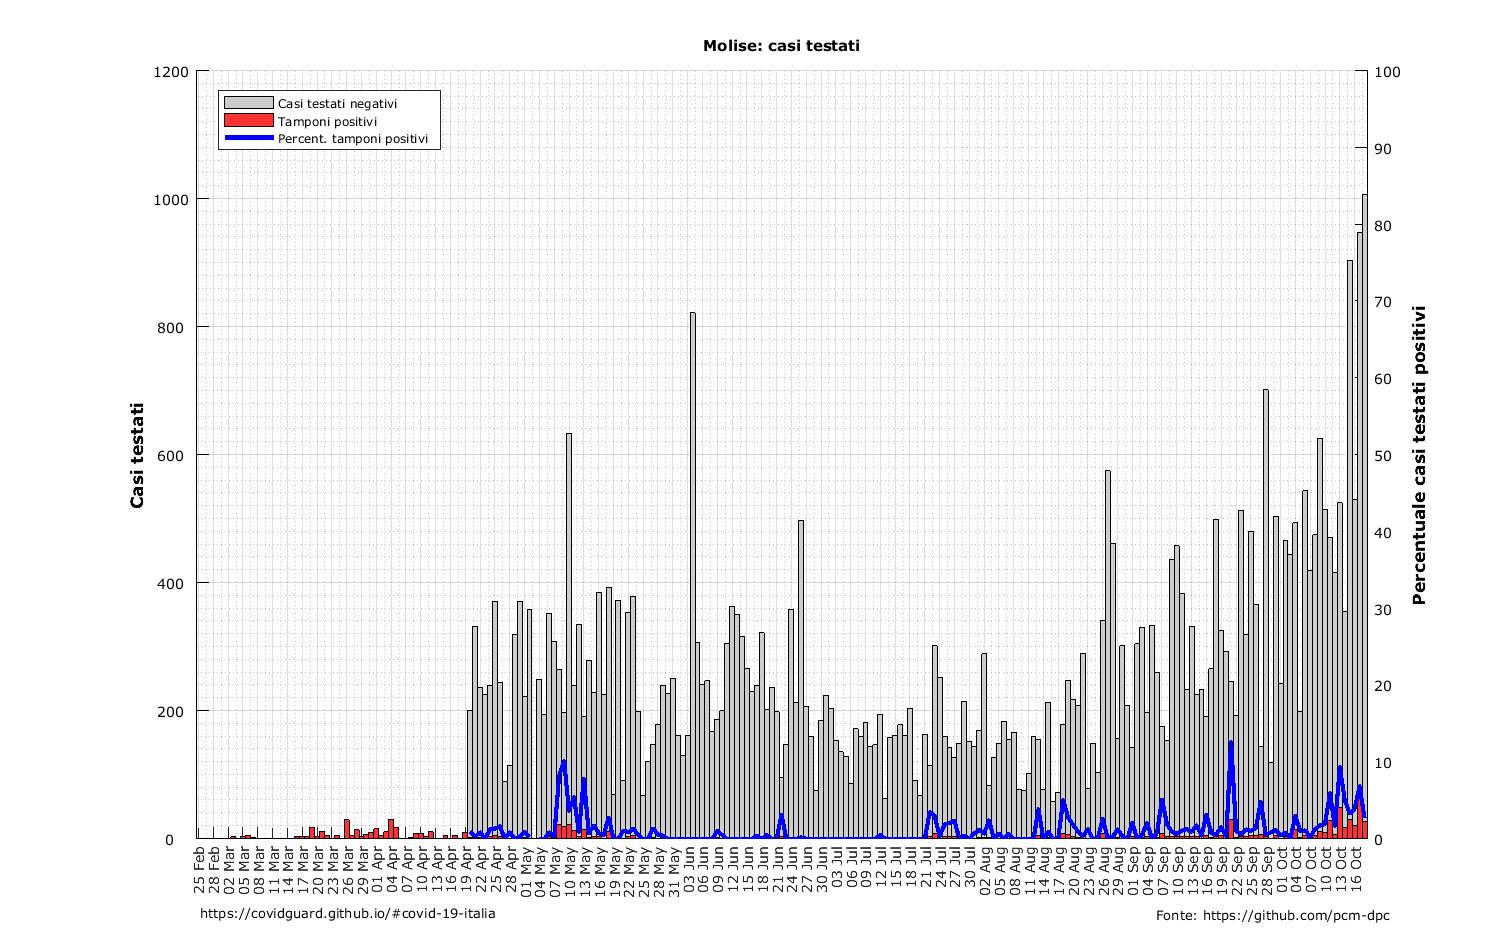 Molise: casi testati
1200
1000
800
600
400
200
0
100
90
80
70
60
50
40
30
20
10
0
Casi testati negativi
Tamponi positivi
Percent. tamponi positivi
Casi testati
Percentuale casi testati positivi
25 Feb
28 Feb
02 Mar
05 Mar
08 Mar
11 Mar
14 Mar
17 Mar
20 Mar
23 Mar
26 Mar
29 Mar
01 Apr
04 Apr
07 Apr
10 Apr
13 Apr
16 Apr
19 Apr
22 Apr
25 Apr
28 Apr
01 May
04 May
07 May
10 May
13 May
16 May
19 May
22 May
25 May
28 May
31 May
03 Jun
06 Jun
09 Jun
12 Jun
15 Jun
18 Jun
21 Jun
24 Jun
27 Jun
30 Jun
03 Jul
06 Jul
09 Jul
12 Jul
15 Jul
18 Jul
21 Jul
24 Jul
27 Jul
30 Jul
02 Aug
05 Aug
08 Aug
11 Aug
14 Aug
17 Aug
20 Aug
23 Aug
26 Aug
29 Aug
01 Sep
04 Sep
07 Sep
10 Sep
13 Sep
16 Sep
19 Sep
22 Sep
25 Sep
28 Sep
01 Oct
04 Oct
07 Oct
10 Oct
13 Oct
16 Oct
https://covidguard.github.io/#covid-19-italia
Fonte: https://github.com/pcm-dpc